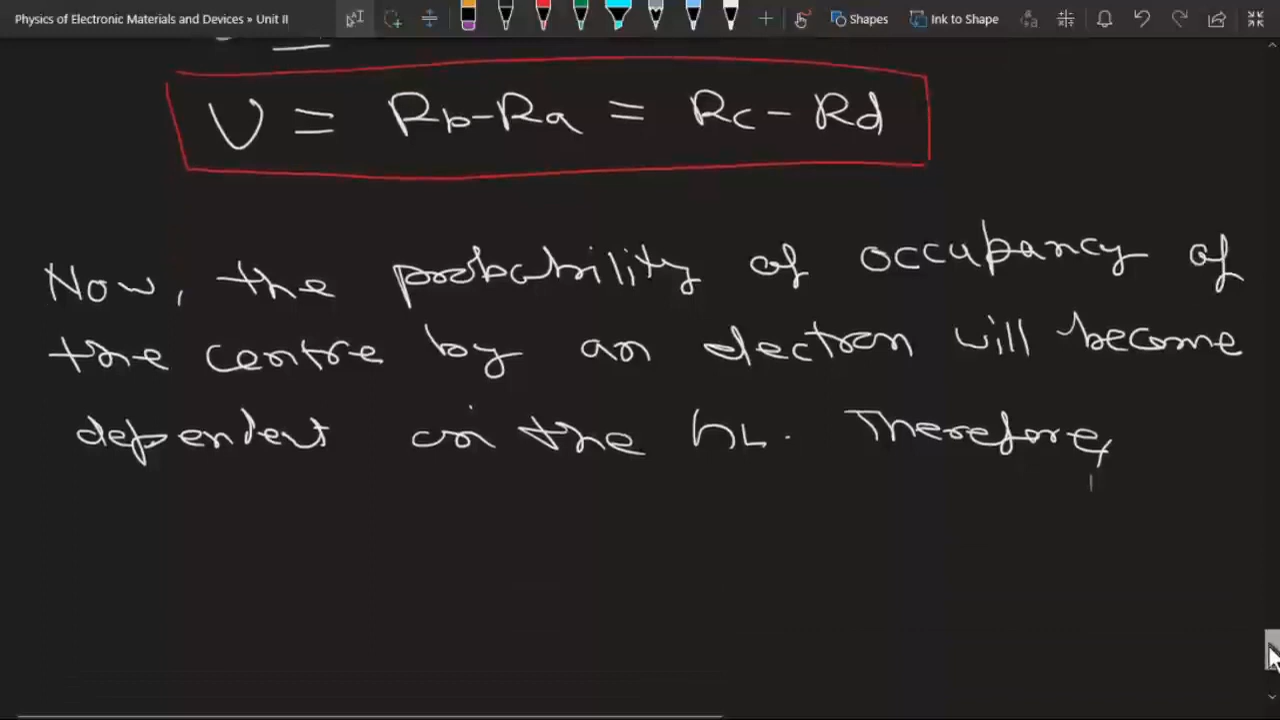 Physics of Electronic Materials and Devices » Unit II
Shapes
Ink to Shape
U = Rb-Ra = Rc - Rd
Now, the probability of occupancy of
the centre by an electron will become
dependent on the hL. Therefore,